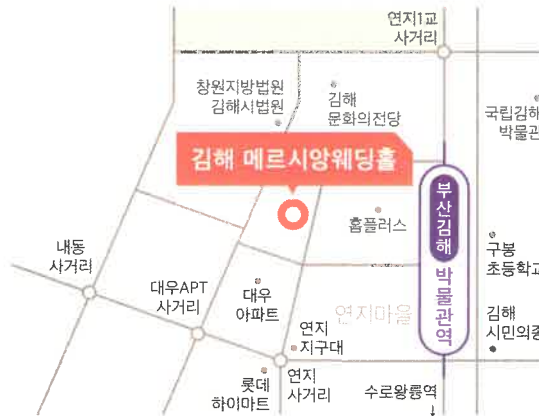 연지1교
사거리
창원지방법원
김해시법원
김해
문화의전당
국립김해
박물관
김해 메르시앙웨딩홀
부산김해
박물관역
홈플러스
내동
사거리
구봉
초등학교
대우APT
사거리
대우
아파트
연지마을
연지
지구대
김해
시민의종
롯데
하이마트
연지
사거리
수로왕릉역
↓